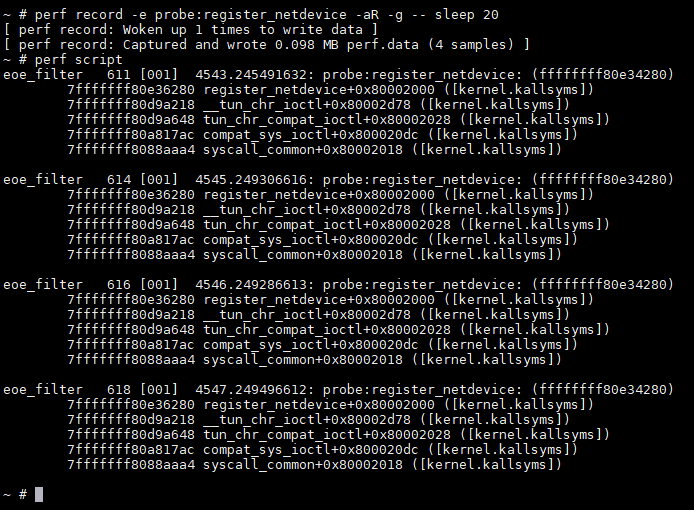 ~ # perf record -e probe:register_netdevice -aR -g -- sleep 20
[ perf record: Woken up 1 times to write data ]
[ perf record: Captured and wrote 0.098 MB perf.data (4 samples) ]
~ # perf script
eoe_filter   611 [001]  4543.245491632: probe:register_netdevice: (ffffffff80e34280)
        7fffffff80e36280 register_netdevice+0x80002000 ([kernel.kallsyms])
        7fffffff80d9a218 __tun_chr_ioctl+0x80002d78 ([kernel.kallsyms])
        7fffffff80d9a648 tun_chr_compat_ioctl+0x80002028 ([kernel.kallsyms])
        7fffffff80a817ac compat_sys_ioctl+0x800020dc ([kernel.kallsyms])
        7fffffff8088aaa4 syscall_common+0x80002018 ([kernel.kallsyms])

eoe_filter   614 [001]  4545.249306616: probe:register_netdevice: (ffffffff80e34280)
        7fffffff80e36280 register_netdevice+0x80002000 ([kernel.kallsyms])
        7fffffff80d9a218 __tun_chr_ioctl+0x80002d78 ([kernel.kallsyms])
        7fffffff80d9a648 tun_chr_compat_ioctl+0x80002028 ([kernel.kallsyms])
        7fffffff80a817ac compat_sys_ioctl+0x800020dc ([kernel.kallsyms])
        7fffffff8088aaa4 syscall_common+0x80002018 ([kernel.kallsyms])

eoe_filter   616 [001]  4546.249286613: probe:register_netdevice: (ffffffff80e34280)
        7fffffff80e36280 register_netdevice+0x80002000 ([kernel.kallsyms])
        7fffffff80d9a218 __tun_chr_ioctl+0x80002d78 ([kernel.kallsyms])
        7fffffff80d9a648 tun_chr_compat_ioctl+0x80002028 ([kernel.kallsyms])
        7fffffff80a817ac compat_sys_ioctl+0x800020dc ([kernel.kallsyms])
        7fffffff8088aaa4 syscall_common+0x80002018 ([kernel.kallsyms])

eoe_filter   618 [001]  4547.249496612: probe:register_netdevice: (ffffffff80e34280)
        7fffffff80e36280 register_netdevice+0x80002000 ([kernel.kallsyms])
        7fffffff80d9a218 __tun_chr_ioctl+0x80002d78 ([kernel.kallsyms])
        7fffffff80d9a648 tun_chr_compat_ioctl+0x80002028 ([kernel.kallsyms])
        7fffffff80a817ac compat_sys_ioctl+0x800020dc ([kernel.kallsyms])
        7fffffff8088aaa4 syscall_common+0x80002018 ([kernel.kallsyms])

~ #